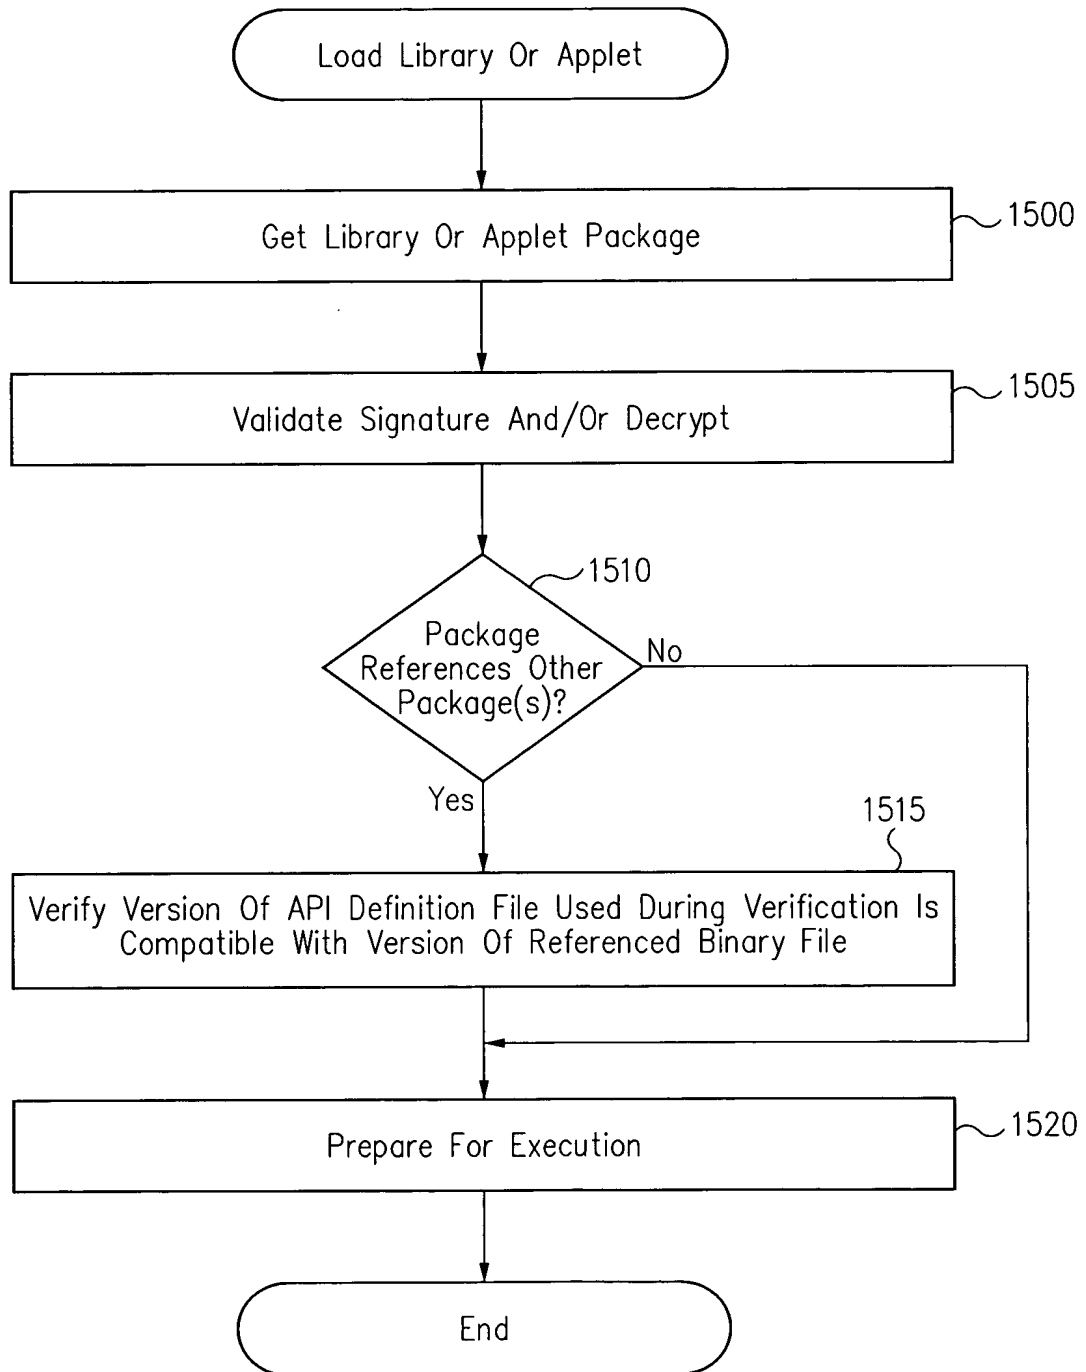 Load Library Or Applet
Get Library Or Applet Package
1500
Validate Signature And/Or Decrypt
1505
1510
Package
References Other
Package(s)?
No
Yes
1515
Verify Version Of API Definition File Used During Verification Is
Compatible With Version Of Referenced Binary File
Prepare For Execution
1520
End